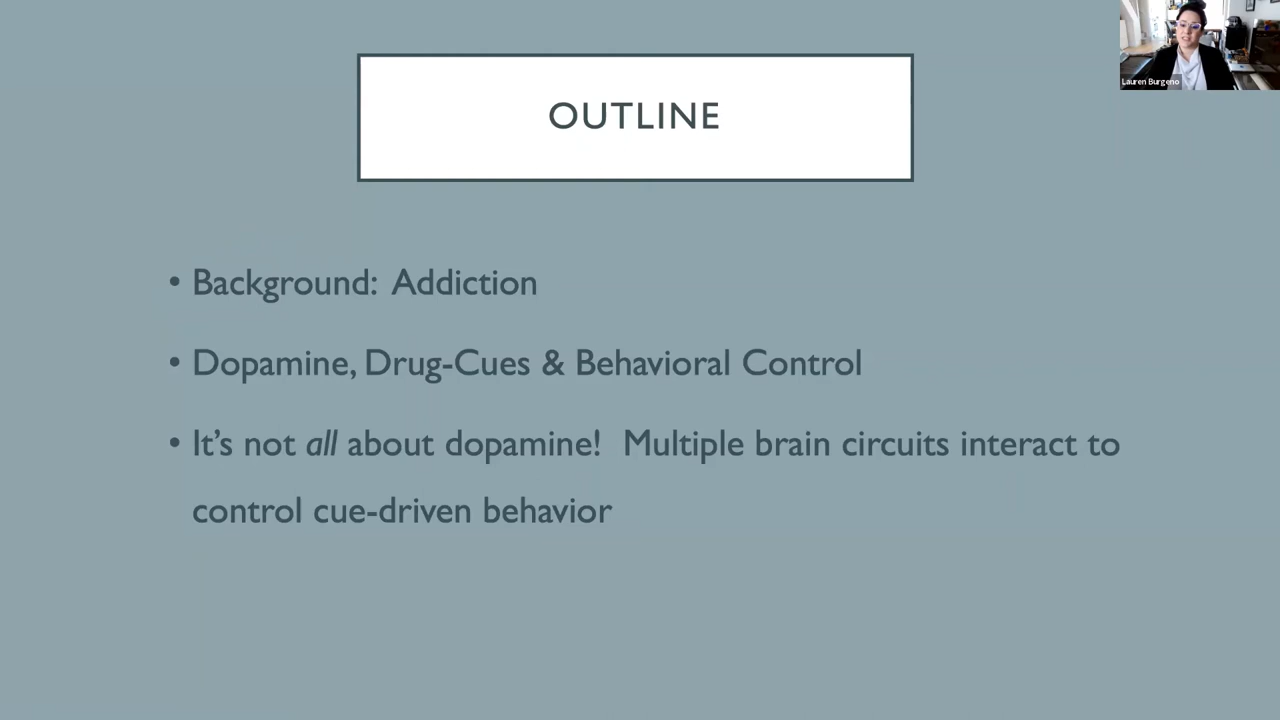 Lauren Burgeno
OUTLINE
• Background:  Addiction
• Dopamine, Drug-Cues & Behavioral Control
• It’s not all about dopamine!  Multiple brain circuits interact to
control cue-driven behavior